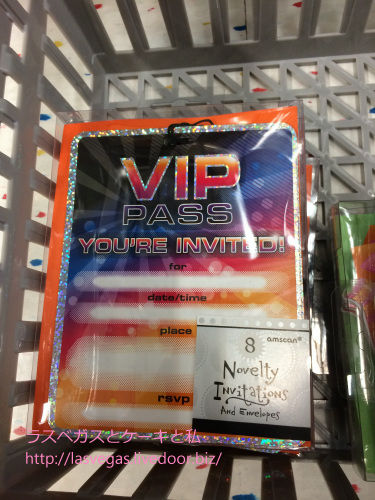 VIP
PASS
YOU'RE INVITED!
for
date/time
place
rsvp
8 amscan®
Novelty
Invitations
And Envelopes
ラスベガスとケーキと私